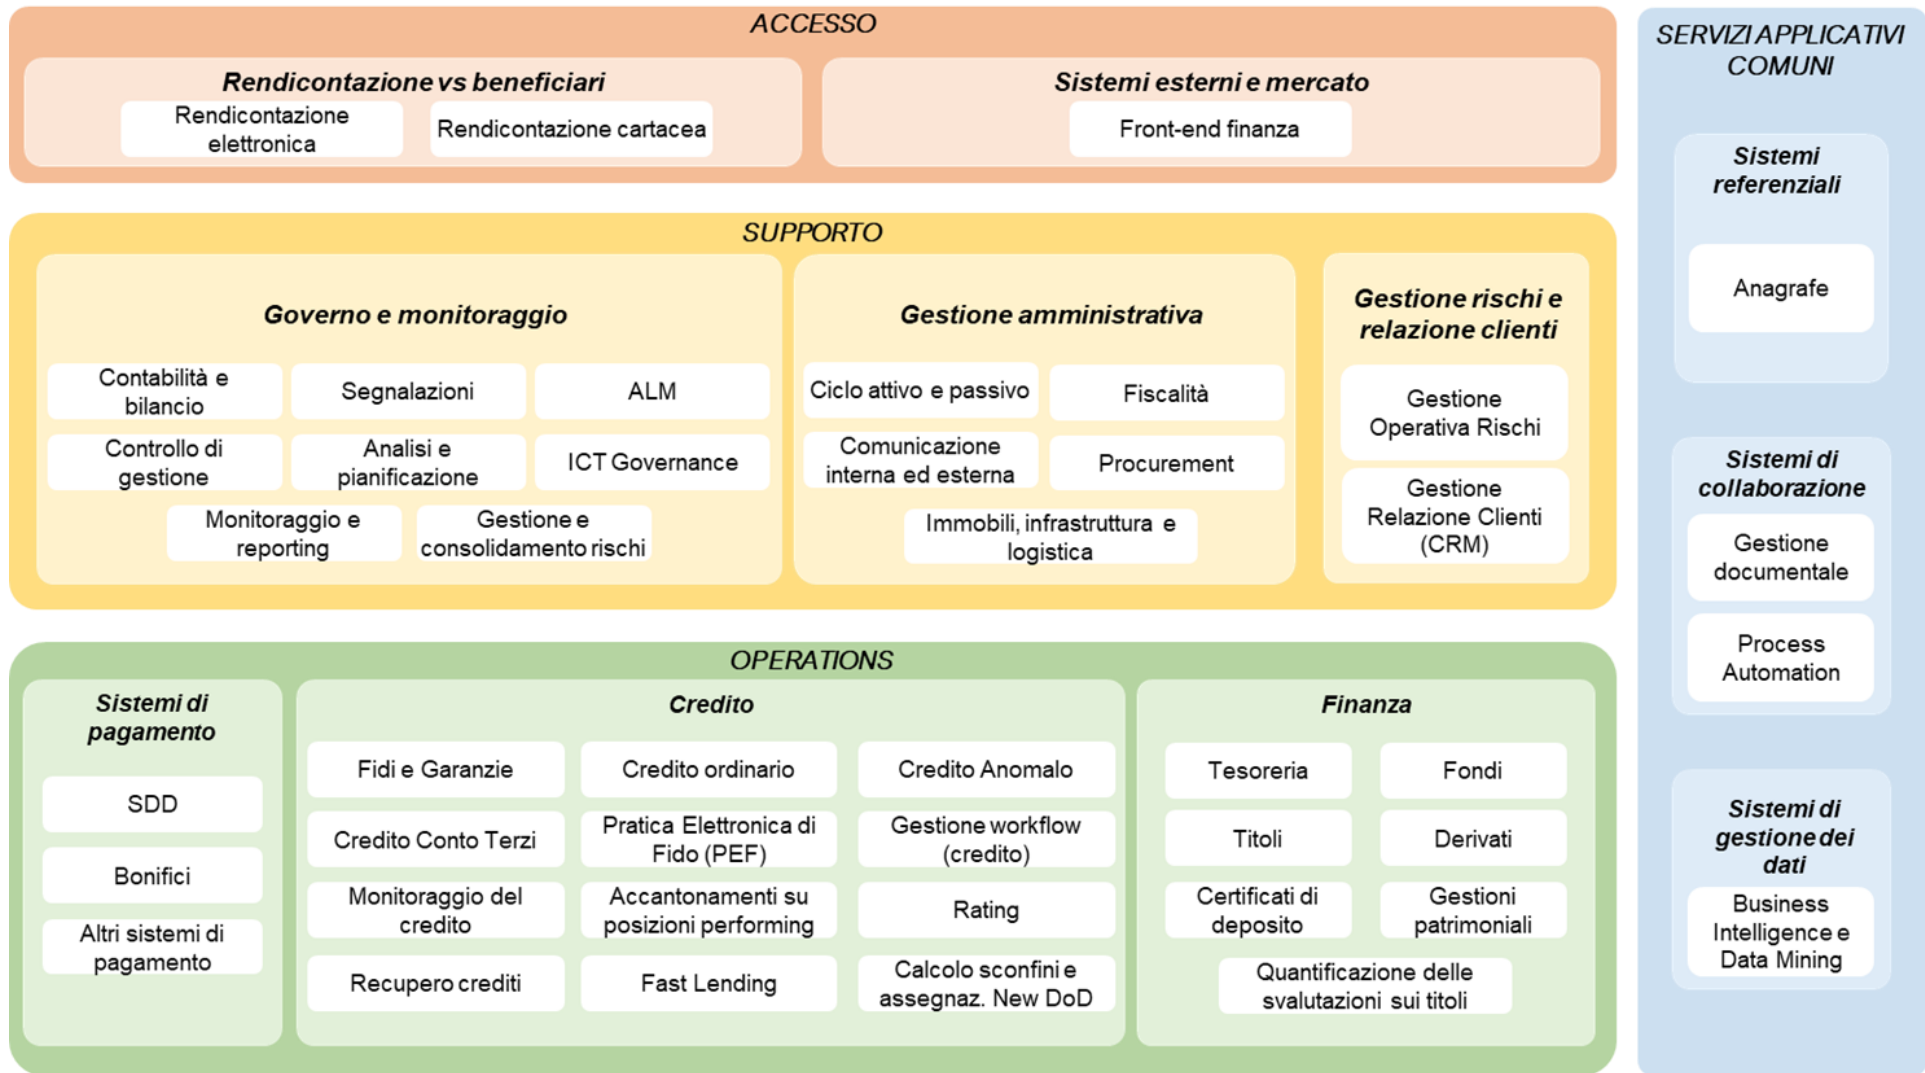 ACCESSO
Rendicontazione vs beneficiari
Rendicontazione
elettronica
Rendicontazione cartacea
Sistemi esterni e mercato
Front-end finanza
SUPPORTO
Governo e monitoraggio
Contabilità e
bilancio
Segnalazioni
ALM
Controllo di
gestione
Analisi e
pianificazione
ICT Governance
Monitoraggio e
reporting
Gestione e
consolidamento rischi
Gestione amministrativa
Ciclo attivo e passivo
Fiscalità
Comunicazione
interna ed esterna
Procurement
Immobili, infrastruttura e
logistica
Gestione rischi e
relazione clienti
Gestione
Operativa Rischi
Gestione
Relazione Clienti
(CRM)
OPERATIONS
Sistemi di
pagamento
SDD
Bonifici
Altri sistemi di
pagamento
Credito
Fidi e Garanzie
Credito ordinario
Credito Anomalo
Credito Conto Terzi
Pratica Elettronica di
Fido (PEF)
Gestione workflow
(credito)
Monitoraggio del
credito
Accantonamenti su
posizioni performing
Rating
Recupero crediti
Fast Lending
Calcolo sconfini e
assegnaz. New DoD
Finanza
Tesoreria
Fondi
Titoli
Derivati
Certificati di
deposito
Gestioni
patrimoniali
Quantificazione delle
svalutazioni sui titoli
SERVIZI APPLICATIVI
COMUNI
Sistemi
referenziali
Anagrafe
Sistemi di
collaborazione
Gestione
documentale
Process
Automation
Sistemi di
gestione dei
dati
Business
Intelligence e
Data Mining